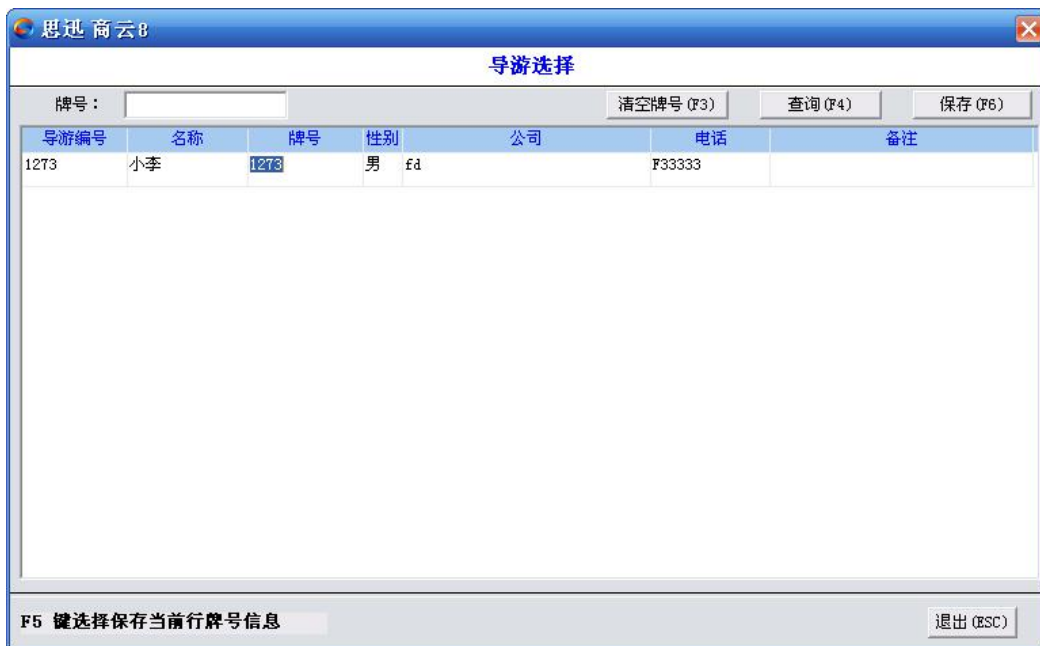 思迅 商云8
导游选择
牌号： 清空牌号(F3) 查询(F4) 保存(F6)
导游编号 名称 牌号 性别 公司 电话 备注
1273 小李 1273 男 fd F33333
F5 键选择保存当前行牌号信息 退出(ESC)